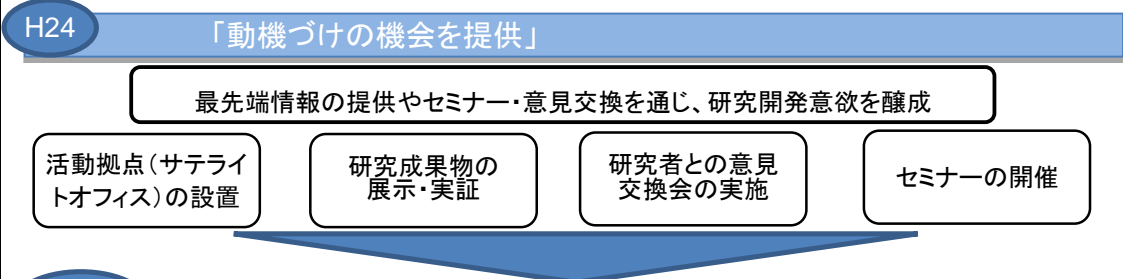 H24
「動機づけの機会を提供」
最先端情報の提供やセミナー・意見交換を通じ、研究開発意欲を醸成
活動拠点(サテライ
トオフィス)の設置
研究成果物の
展示・実証
研究者との意見
交換会の実施
セミナーの開催